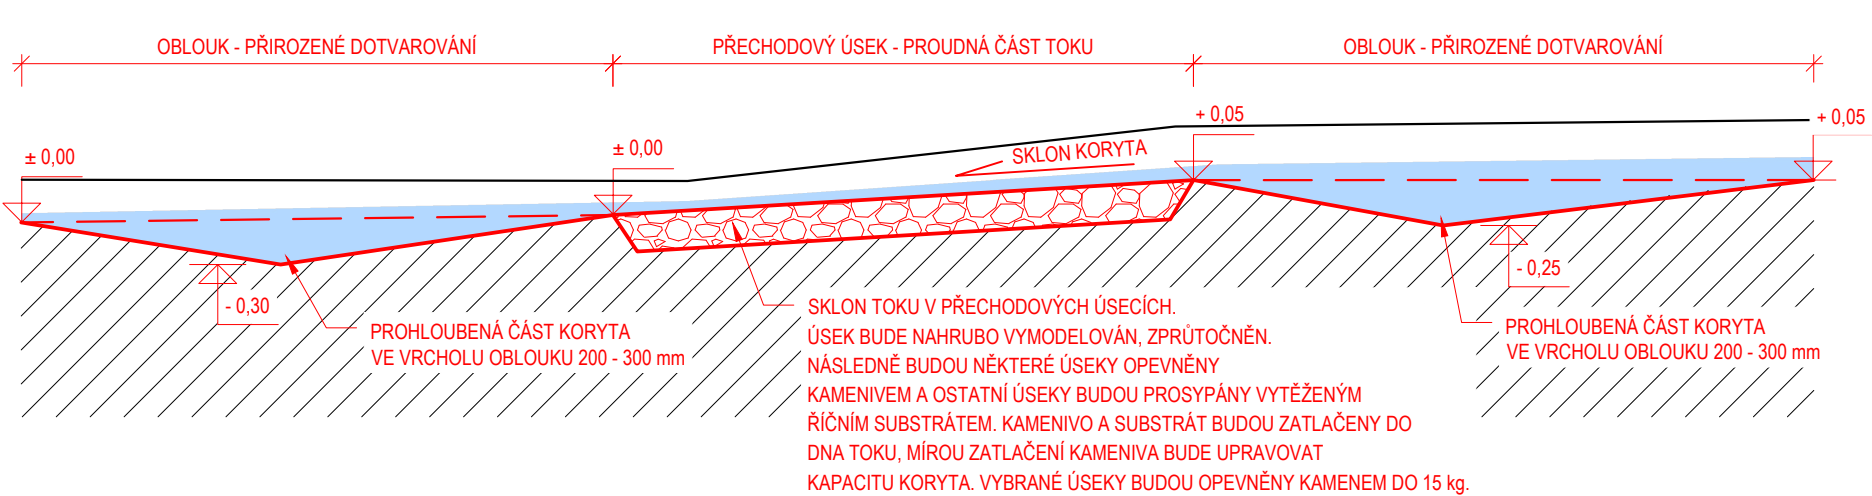 OBLOUK - PŘIROZENÉ DOTVAROVÁNÍ
PŘECHODOVÝ ÚSEK - PROUDNÁ ČÁST TOKU
OBLOUK - PŘIROZENÉ DOTVAROVÁNÍ
± 0,00
± 0,00
+ 0,05
+ 0,05
SKLON KORYTA
- 0,30
- 0,25
PROHLOUBENÁ ČÁST KORYTA
VE VRCHOLU OBLOUKU 200 - 300 mm
SKLON TOKU V PŘECHODOVÝCH ÚSECÍCH.
ÚSEK BUDE NAHRUBO VYMODELOVÁN, ZPRŮTOČNĚN.
NÁSLEDNĚ BUDOU NĚKTERÉ ÚSEKY OPEVNĚNY
KAMENIVEM A OSTATNÍ ÚSEKY BUDOU PROSYPÁNY VYTĚŽENÝM
ŘÍČNÍM SUBSTRÁTEM. KAMENIVO A SUBSTRÁT BUDOU ZATLAČENY DO
DNA TOKU, MÍROU ZATLAČENÍ KAMENIVA BUDE UPRAVOVAT
KAPACITU KORYTA. VYBRANÉ ÚSEKY BUDOU OPEVNĚNY KAMENEM DO 15 kg.
PROHLOUBENÁ ČÁST KORYTA
VE VRCHOLU OBLOUKU 200 - 300 mm